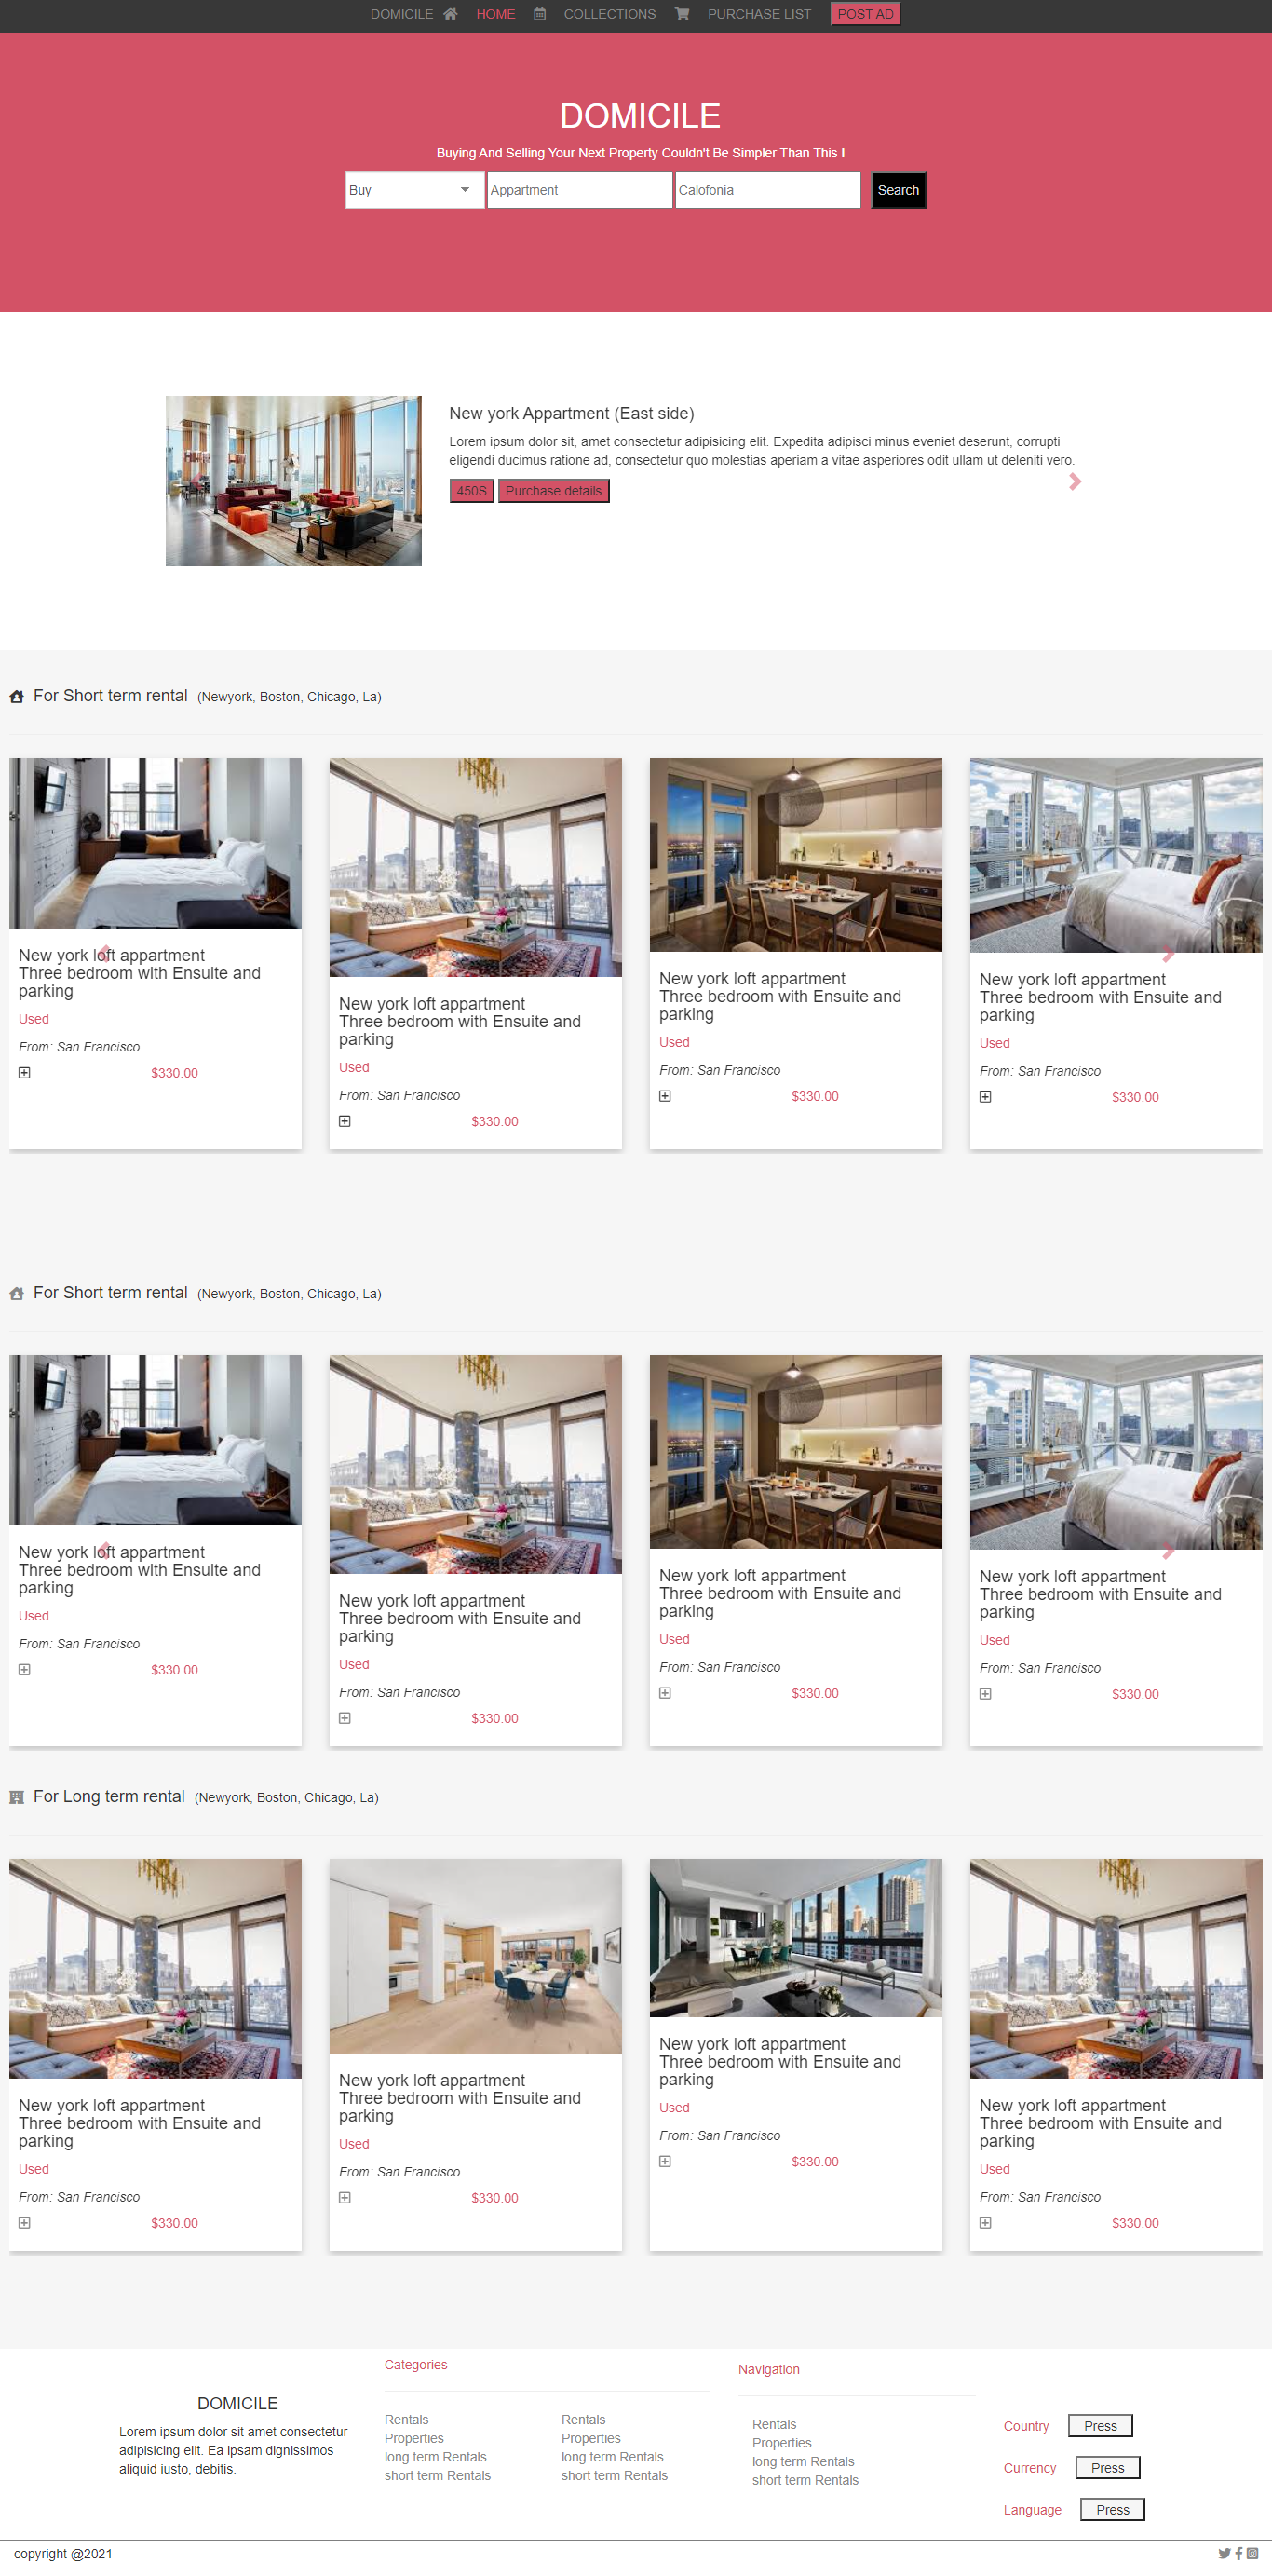 DOMICILE HOME COLLECTIONS PURCHASE LIST POST AD
DOMICILE
Buying And Selling Your Next Property Couldn't Be Simpler Than This !
Buy Appartment Calofonia Search
New york Appartment (East side)
Lorem ipsum dolor sit, amet consectetur adipisicing elit. Expedita adipisci minus eveniet deserunt, corrupti
eligendi ducimus ratione ad, consectetur quo molestias aperiam a vitae asperiores odit ullam ut deleniti vero.
450S Purchase details
For Short term rental (Newyork, Boston, Chicago, La)
New york loft appartment
Three bedroom with Ensuite and
parking
Used
From: San Francisco
$330.00
New york loft appartment
Three bedroom with Ensuite and
parking
Used
From: San Francisco
$330.00
New york loft appartment
Three bedroom with Ensuite and
parking
Used
From: San Francisco
$330.00
New york loft appartment
Three bedroom with Ensuite and
parking
Used
From: San Francisco
$330.00
For Short term rental (Newyork, Boston, Chicago, La)
New york loft appartment
Three bedroom with Ensuite and
parking
Used
From: San Francisco
$330.00
New york loft appartment
Three bedroom with Ensuite and
parking
Used
From: San Francisco
$330.00
New york loft appartment
Three bedroom with Ensuite and
parking
Used
From: San Francisco
$330.00
New york loft appartment
Three bedroom with Ensuite and
parking
Used
From: San Francisco
$330.00
For Long term rental (Newyork, Boston, Chicago, La)
New york loft appartment
Three bedroom with Ensuite and
parking
Used
From: San Francisco
$330.00
New york loft appartment
Three bedroom with Ensuite and
parking
Used
From: San Francisco
$330.00
New york loft appartment
Three bedroom with Ensuite and
parking
Used
From: San Francisco
$330.00
New york loft appartment
Three bedroom with Ensuite and
parking
Used
From: San Francisco
$330.00
DOMICILE
Lorem ipsum dolor sit amet consectetur
adipisicing elit. Ea ipsam dignissimos
aliquid iusto, debitis.
Categories
Rentals
Properties
long term Rentals
short term Rentals
Rentals
Properties
long term Rentals
short term Rentals
Navigation
Rentals
Properties
long term Rentals
short term Rentals
Country Press
Currency Press
Language Press
copyright @2021